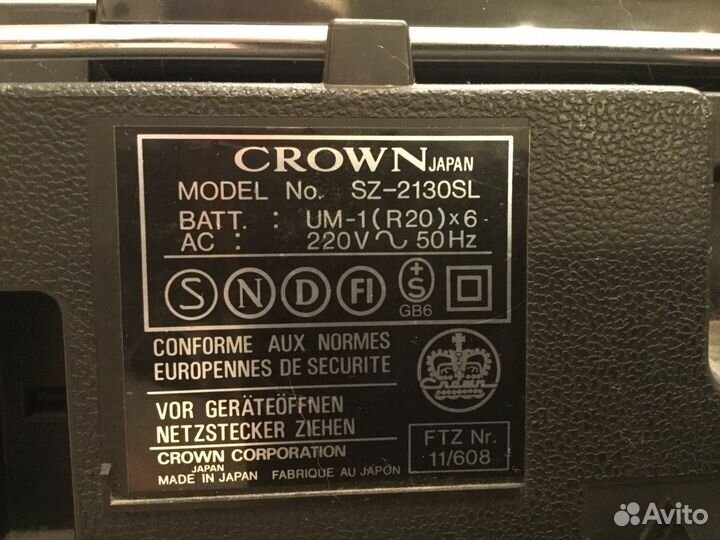 CROWN JAPAN
MODEL No. SZ-2130SL
BATT. : UM-1(R20)×6
AC : 220V∿ 50Hz
S N D FI +S
GB6
CONFORME AUX NORMES
EUROPENNES DE SECURITE
VOR GERÄTEÖFFNEN
NETZSTECKER ZIEHEN
FTZ Nr.
11/608
CROWN CORPORATION
JAPAN
MADE IN JAPAN FABRIQUE AU JAPON
Avito